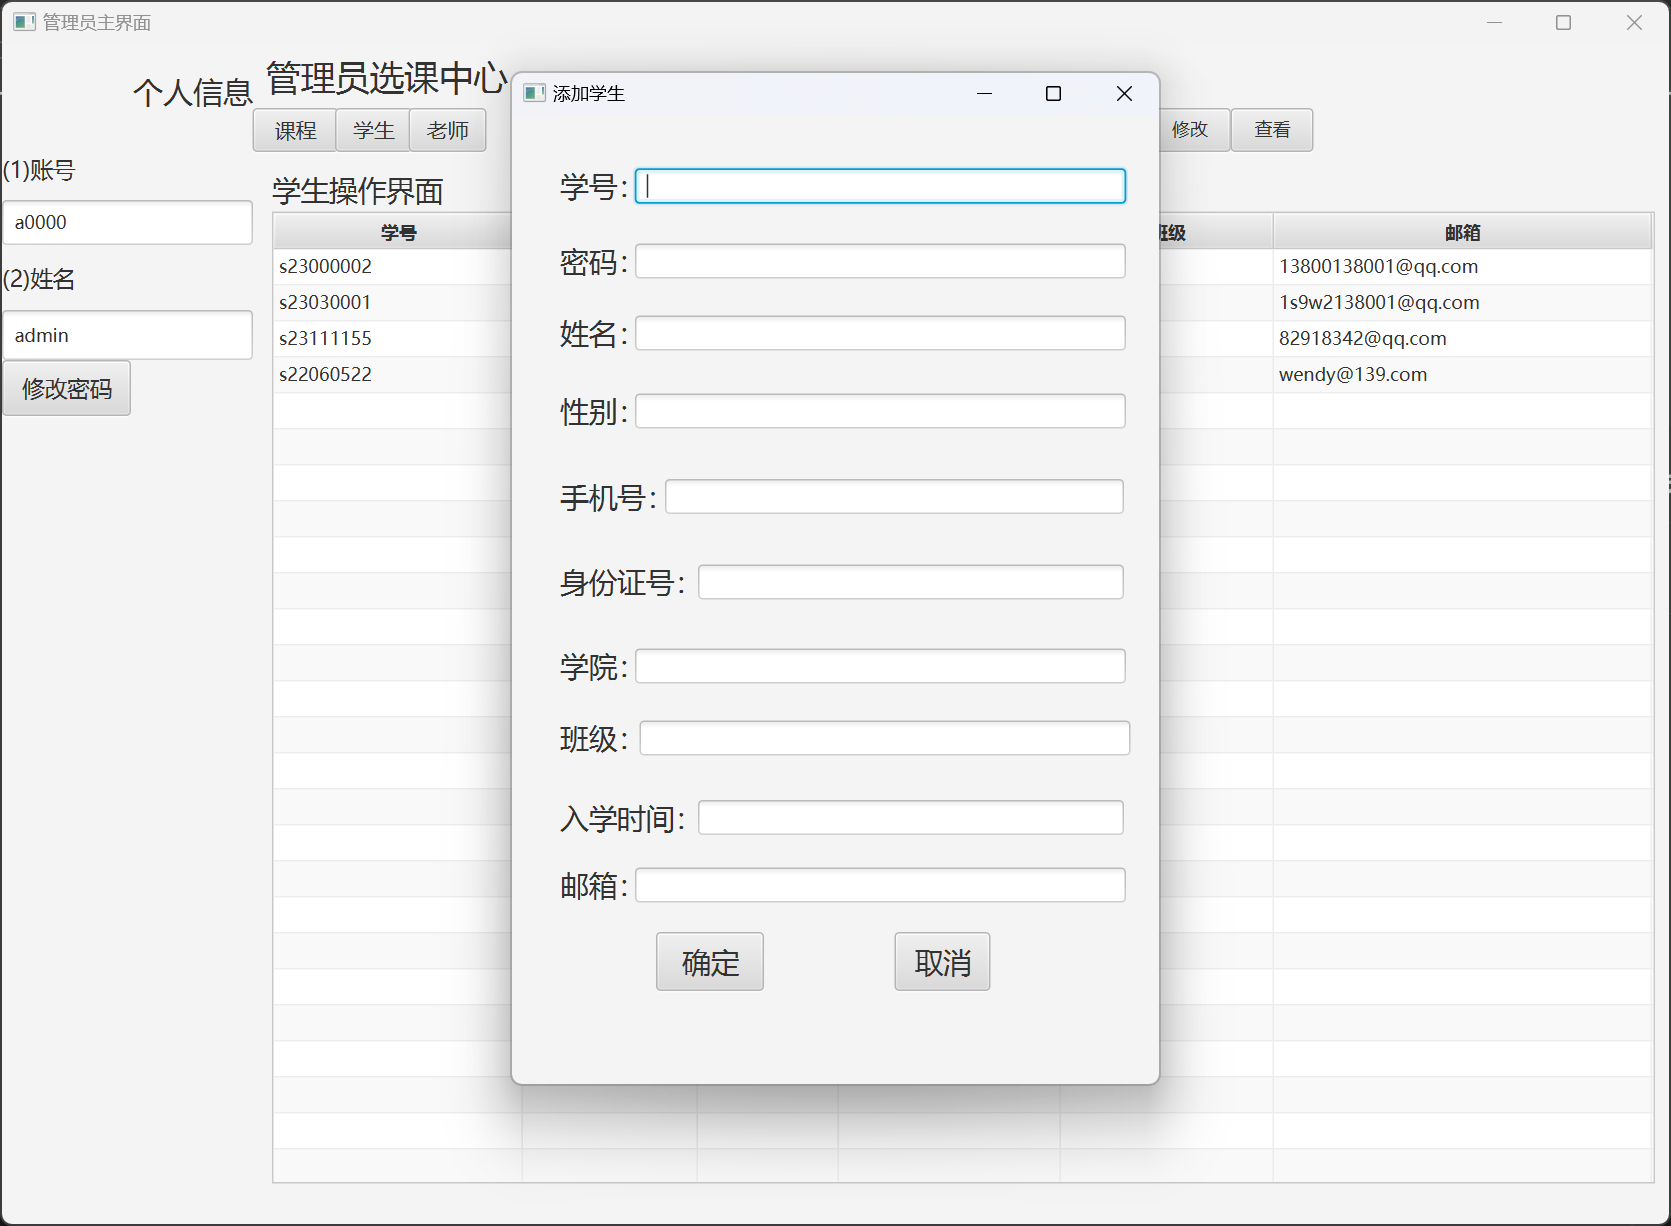 管理员主界面
个人信息
管理员选课中心
课程
学生
老师
修改
查看
(1)账号
a0000
(2)姓名
admin
修改密码
学生操作界面
学号
级
邮箱
s23000002
13800138001@qq.com
s23030001
1s9w2138001@qq.com
s23111155
82918342@qq.com
s22060522
wendy@139.com
添加学生
学号：
密码：
姓名：
性别：
手机号：
身份证号：
学院：
班级：
入学时间：
邮箱：
确定
取消